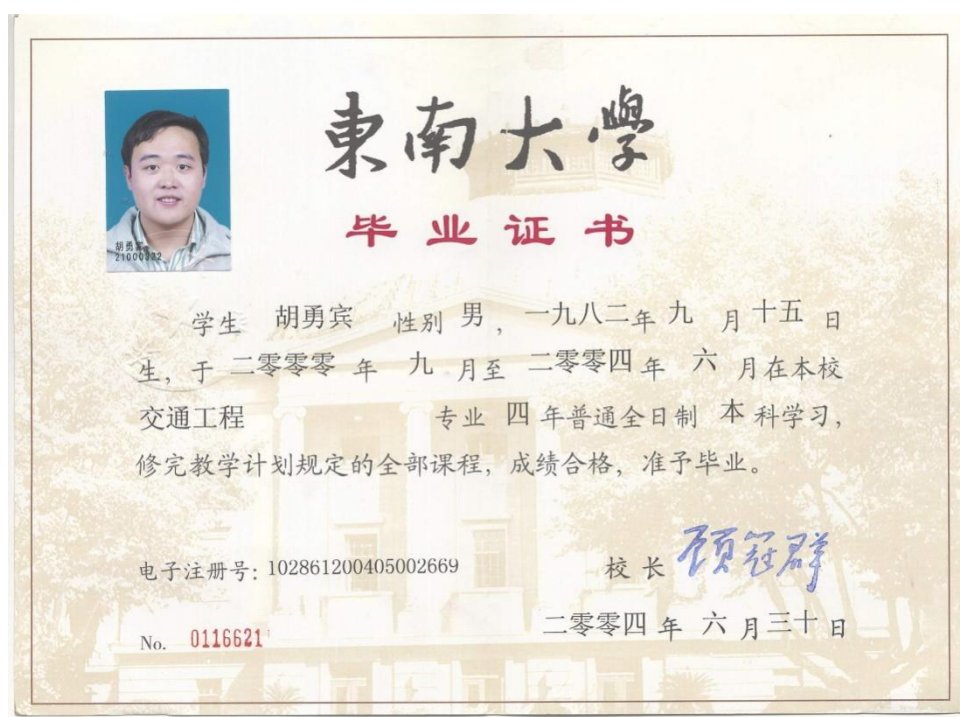 東南大學
毕业证书
胡勇宾
21000332
学生 胡勇宾 性别 男，一九八二年九月十五日
生，于二零零零年九月至二零零四年六月在本校
交通工程 专业 四年普通全日制 本科学习，
修完教学计划规定的全部课程，成绩合格，准予毕业。
电子注册号：102861200405002669
校长 顾冠群
No. 0116621
二零零四年六月三十日